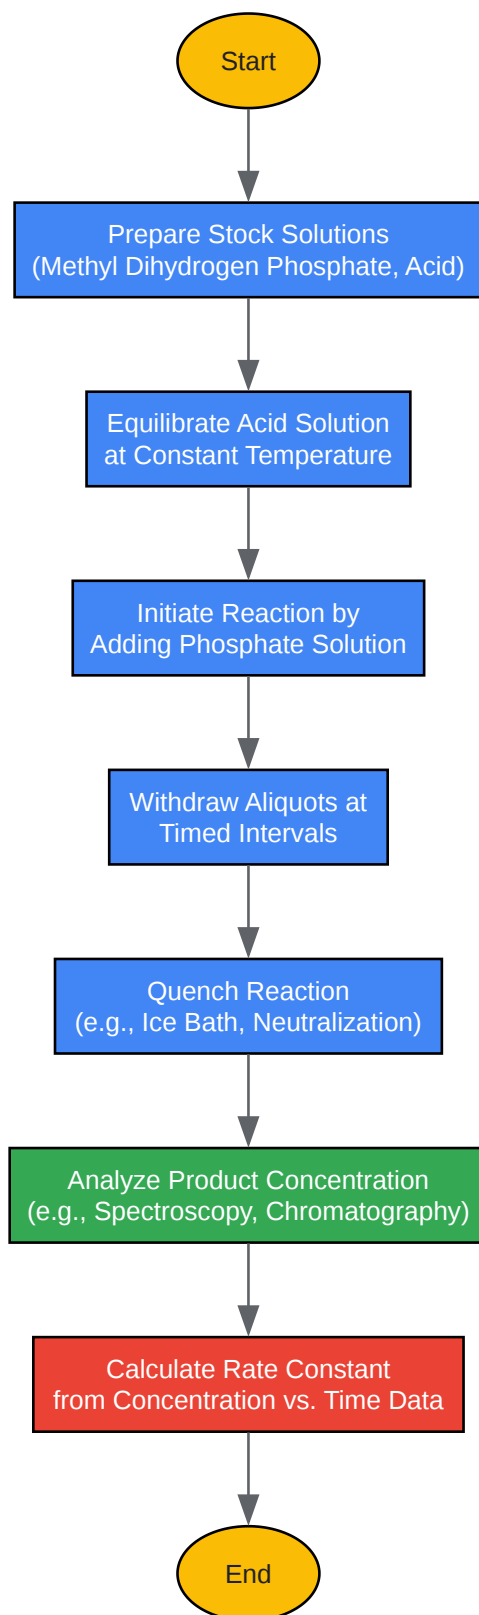 Start
Prepare Stock Solutions
(Methyl Dihydrogen Phosphate, Acid)
Equilibrate Acid Solution
at Constant Temperature
Initiate Reaction by
Adding Phosphate Solution
Withdraw Aliquots at
Timed Intervals
Quench Reaction
(e.g., Ice Bath, Neutralization)
Analyze Product Concentration
(e.g., Spectroscopy, Chromatography)
Calculate Rate Constant
from Concentration vs. Time Data
End